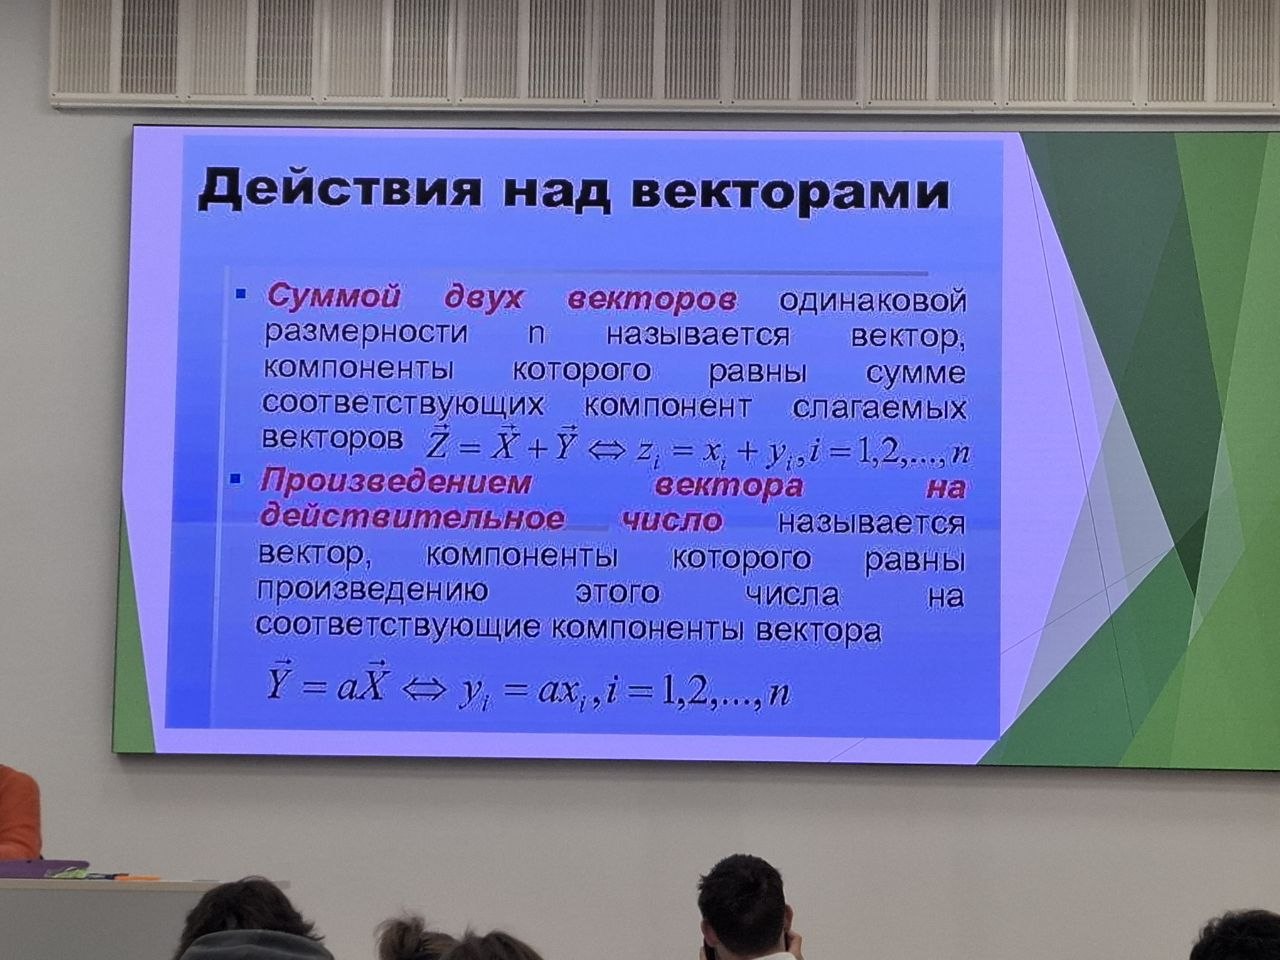 Действия над векторами
Суммой двух векторов одинаковой
размерности n называется вектор,
компоненты которого равны сумме
соответствующих компонент слагаемых
векторов Z⃗ = X⃗ + Y⃗ ⇔ zᵢ = xᵢ + yᵢ, i = 1,2,..., n
Произведением вектора на
действительное число называется
вектор, компоненты которого равны
произведению этого числа на
соответствующие компоненты вектора
Y⃗ = aX⃗ ⇔ yᵢ = axᵢ, i = 1,2,..., n